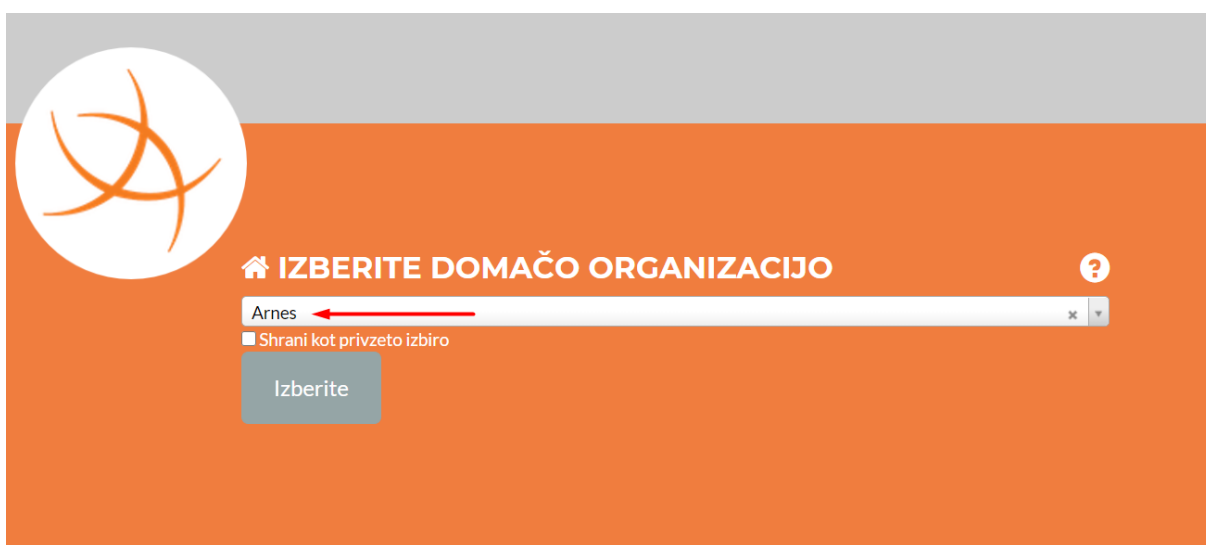 IZBERITE DOMAČO ORGANIZACIJO
Arnes
Shrani kot privzeto izbiro
Izberite